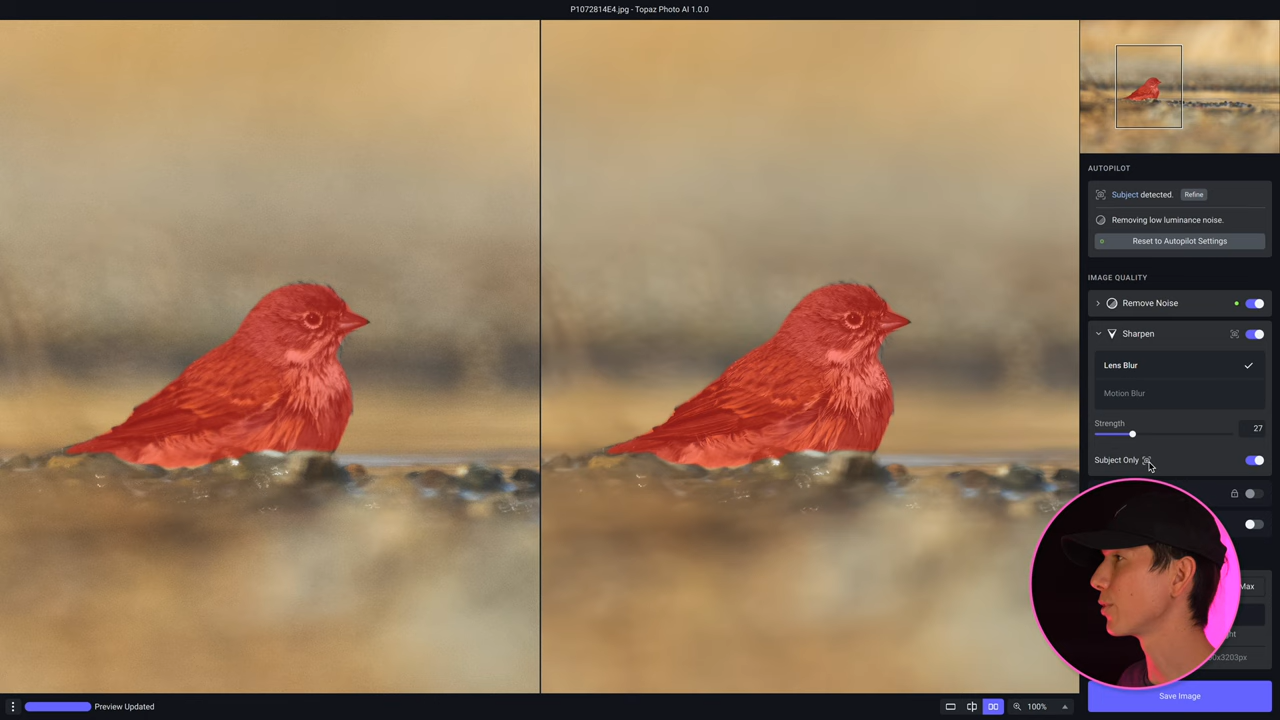 P1072814E4.jpg - Topaz Photo AI 1.0.0
AUTOPILOT
Subject detected. Refine
Removing low luminance noise.
Reset to Autopilot Settings
IMAGE QUALITY
Remove Noise
Sharpen
Lens Blur
Motion Blur
Strength
27
Subject Only
Max
Save Image
Preview Updated
100%